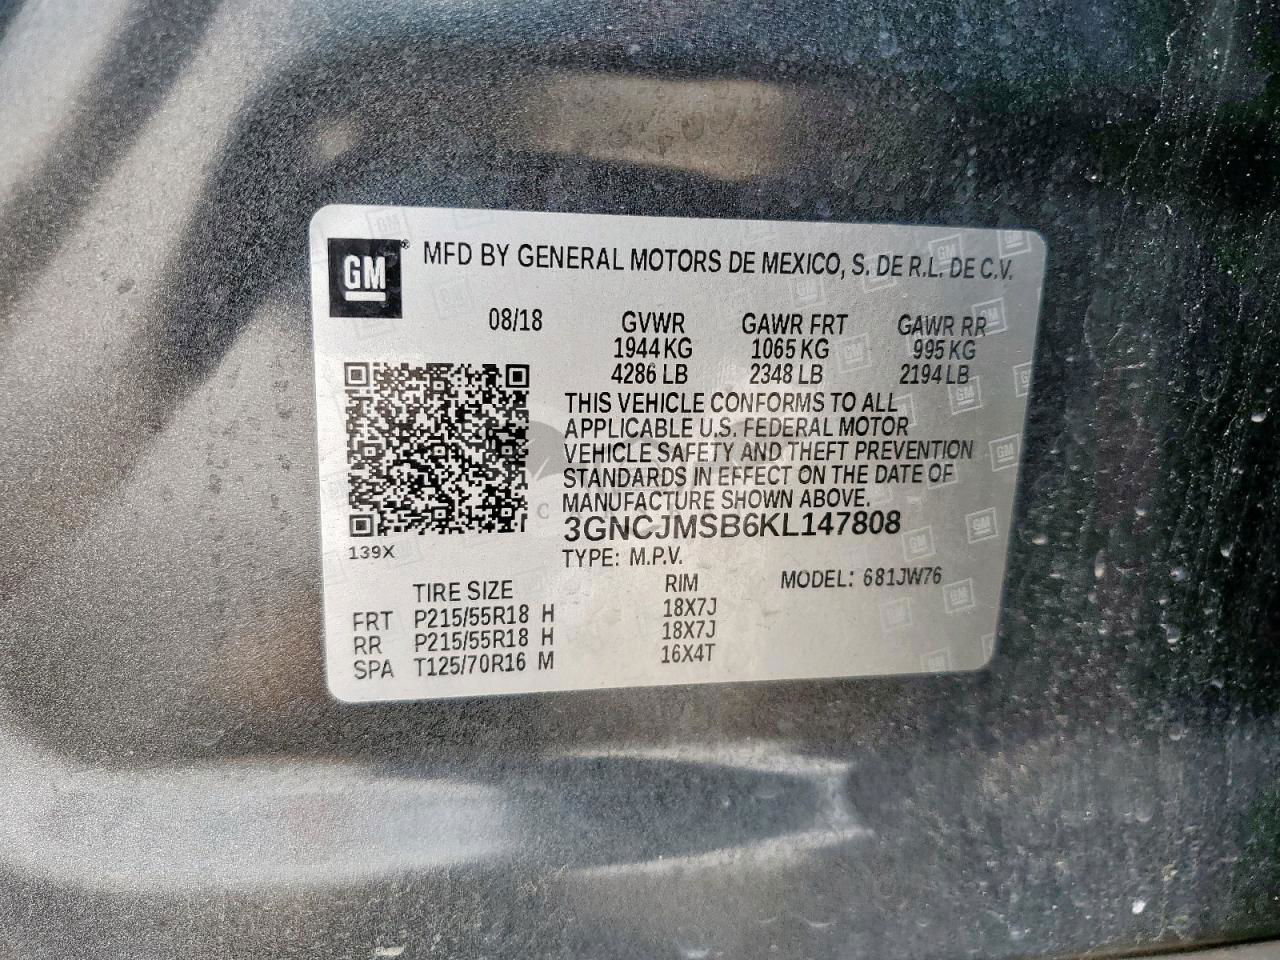 GM ® MFD BY GENERAL MOTORS DE MEXICO, S. DE R.L. DE C.V.
08/18 GVWR GAWR FRT GAWR RR
1944 KG 1065 KG 995 KG
4286 LB 2348 LB 2194 LB
THIS VEHICLE CONFORMS TO ALL
APPLICABLE U.S. FEDERAL MOTOR
VEHICLE SAFETY AND THEFT PREVENTION
STANDARDS IN EFFECT ON THE DATE OF
MANUFACTURE SHOWN ABOVE.
3GNCJMSB6KL147808
139X TYPE: M.P.V.
TIRE SIZE RIM MODEL: 681JW76
FRT P215/55R18 H 18X7J
RR P215/55R18 H 18X7J
SPA T125/70R16 M 16X4T